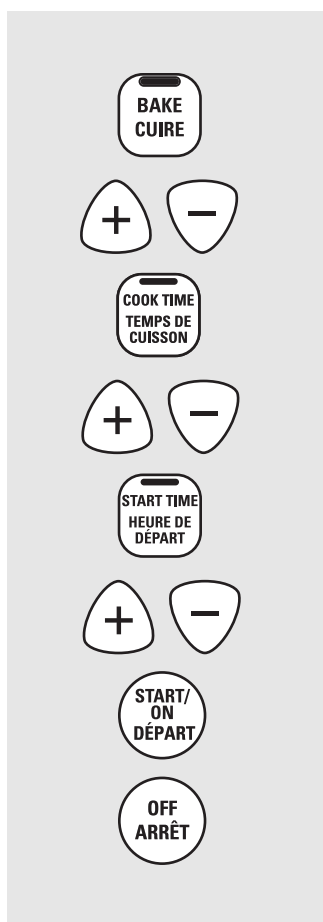 BAKE
CUIRE
+ −
COOK TIME
TEMPS DE
CUISSON
+ −
START TIME
HEURE DE
DÉPART
+ −
START/
ON
DÉPART
OFF
ARRÊT